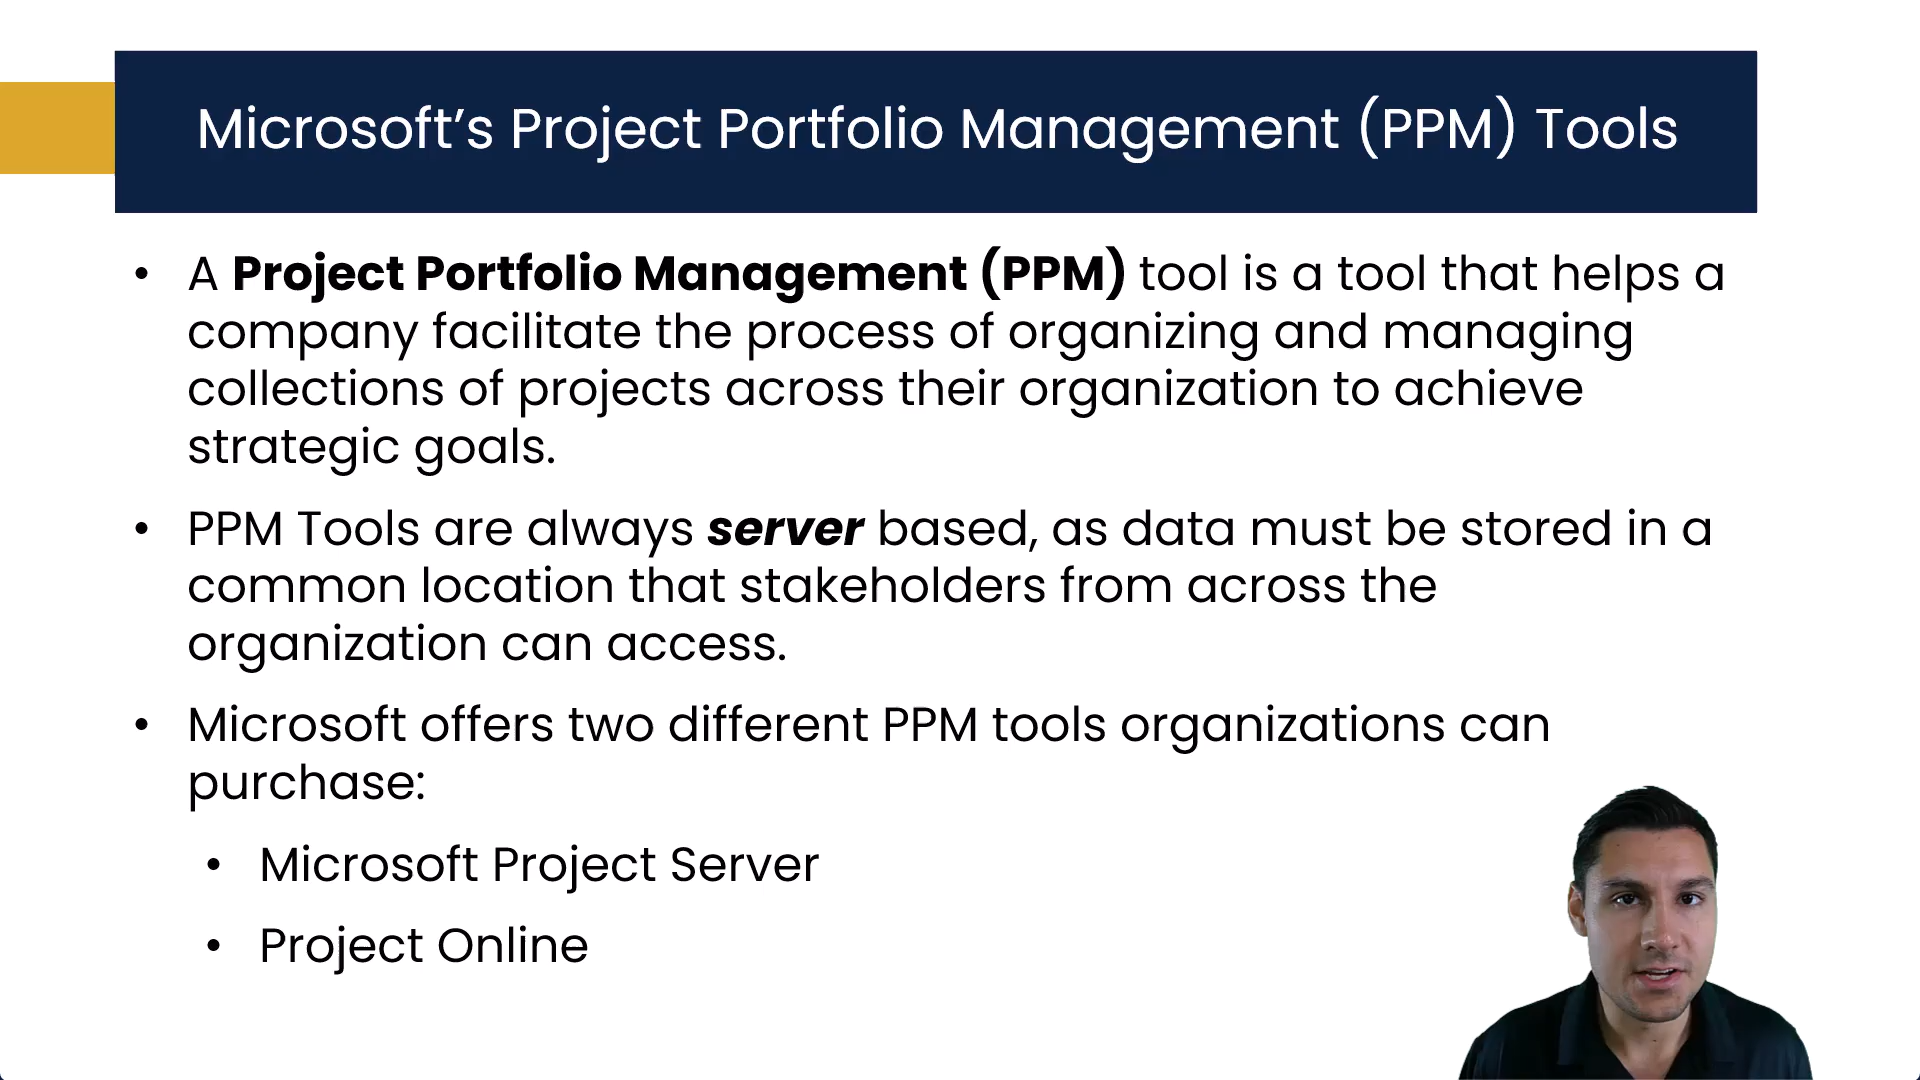 Microsoft’s Project Portfolio Management (PPM) Tools
• A Project Portfolio Management (PPM) tool is a tool that helps a
company facilitate the process of organizing and managing
collections of projects across their organization to achieve
strategic goals.
• PPM Tools are always server based, as data must be stored in a
common location that stakeholders from across the
organization can access.
• Microsoft offers two different PPM tools organizations can
purchase:
• Microsoft Project Server
• Project Online